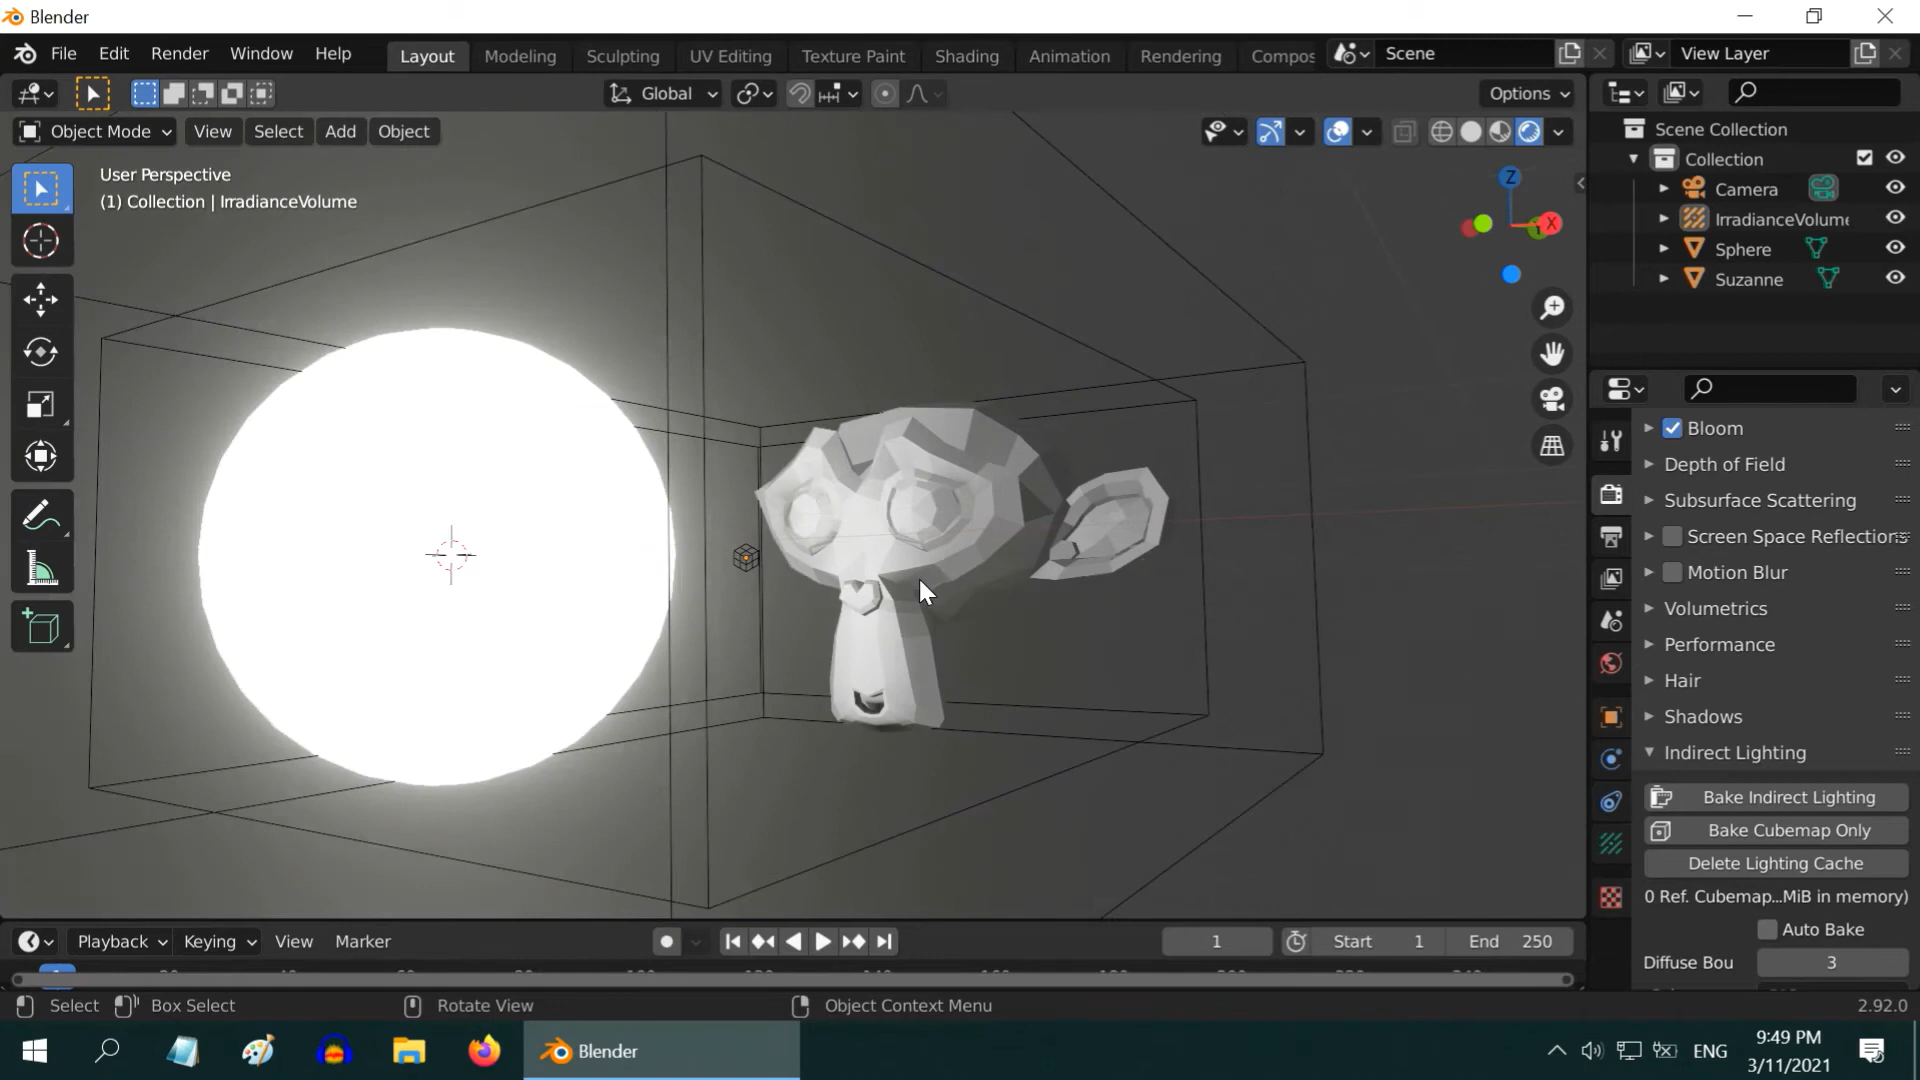 Blender
File Edit Render Window Help Layout Modeling Sculpting UV Editing Texture Paint Shading Animation Rendering Compos Scene View Layer
Global Options
Object Mode View Select Add Object
User Perspective
(1) Collection | IrradianceVolume
Z
X
Scene Collection
Collection
Camera
IrradianceVolume
Sphere
Suzanne
Bloom
Depth of Field
Subsurface Scattering
Screen Space Reflections
Motion Blur
Volumetrics
Performance
Hair
Shadows
Indirect Lighting
Bake Indirect Lighting
Bake Cubemap Only
Delete Lighting Cache
0 Ref. Cubemap...MiB in memory)
Auto Bake
Diffuse Bou 3
Playback Keying View Marker 1 Start 1 End 250
Select Box Select Rotate View Object Context Menu 2.92.0
Blender
ENG
9:49 PM
3/11/2021